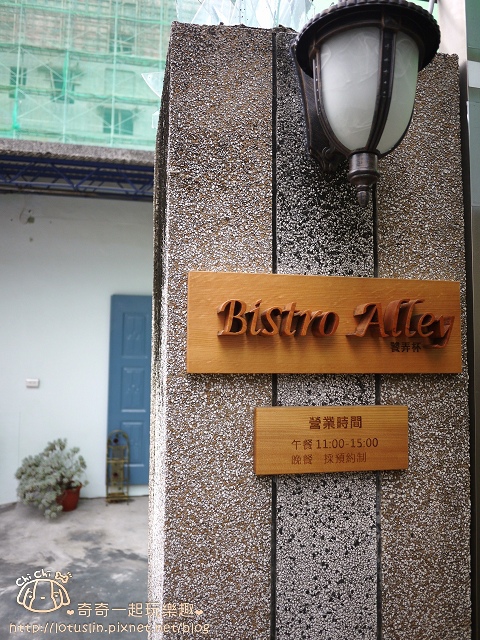 Bistro Alley
營業時間
午餐 11:00-15:00
晚餐 採預約制
Chi Chi
奇奇一起玩樂趣
http://lotuslin.pixnet.net/blog